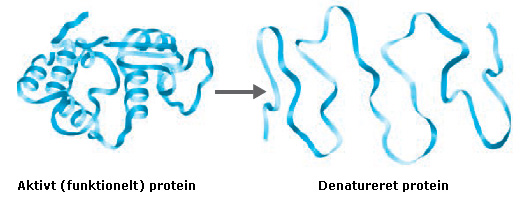 Aktivt (funktionelt) protein
Denatureret protein